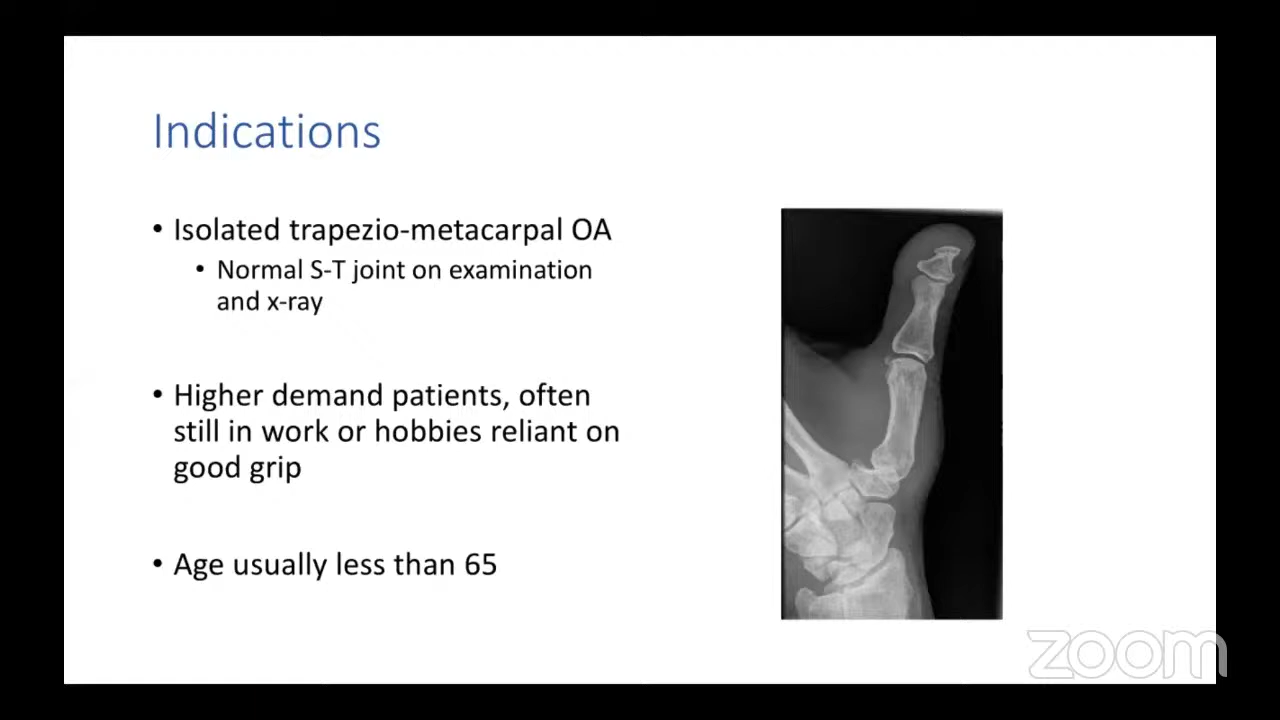 Indications
• Isolated trapezio-metacarpal OA
• Normal S-T joint on examination
and x-ray
• Higher demand patients, often
still in work or hobbies reliant on
good grip
• Age usually less than 65
zoom